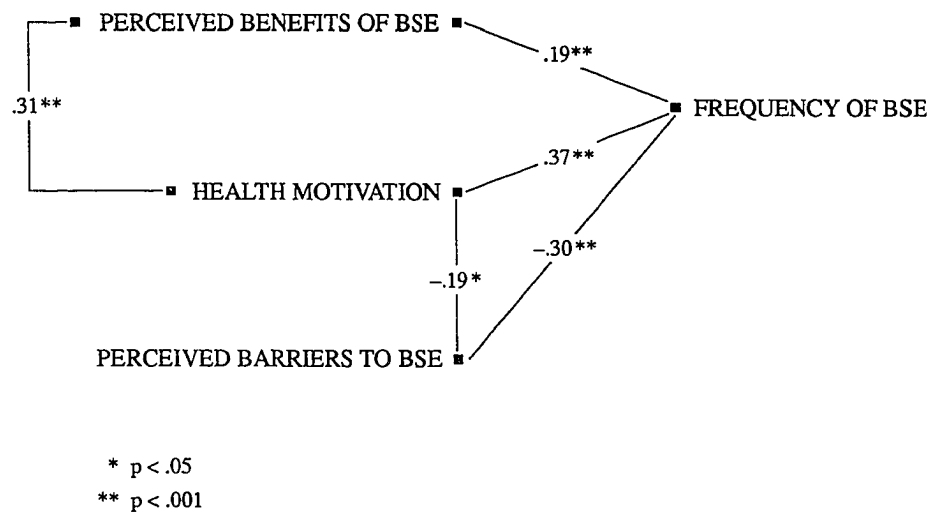 PERCEIVED BENEFITS OF BSE
.19**
.31**
FREQUENCY OF BSE
.37**
HEALTH MOTIVATION
–.30**
–.19*
PERCEIVED BARRIERS TO BSE
* p < .05
** p < .001